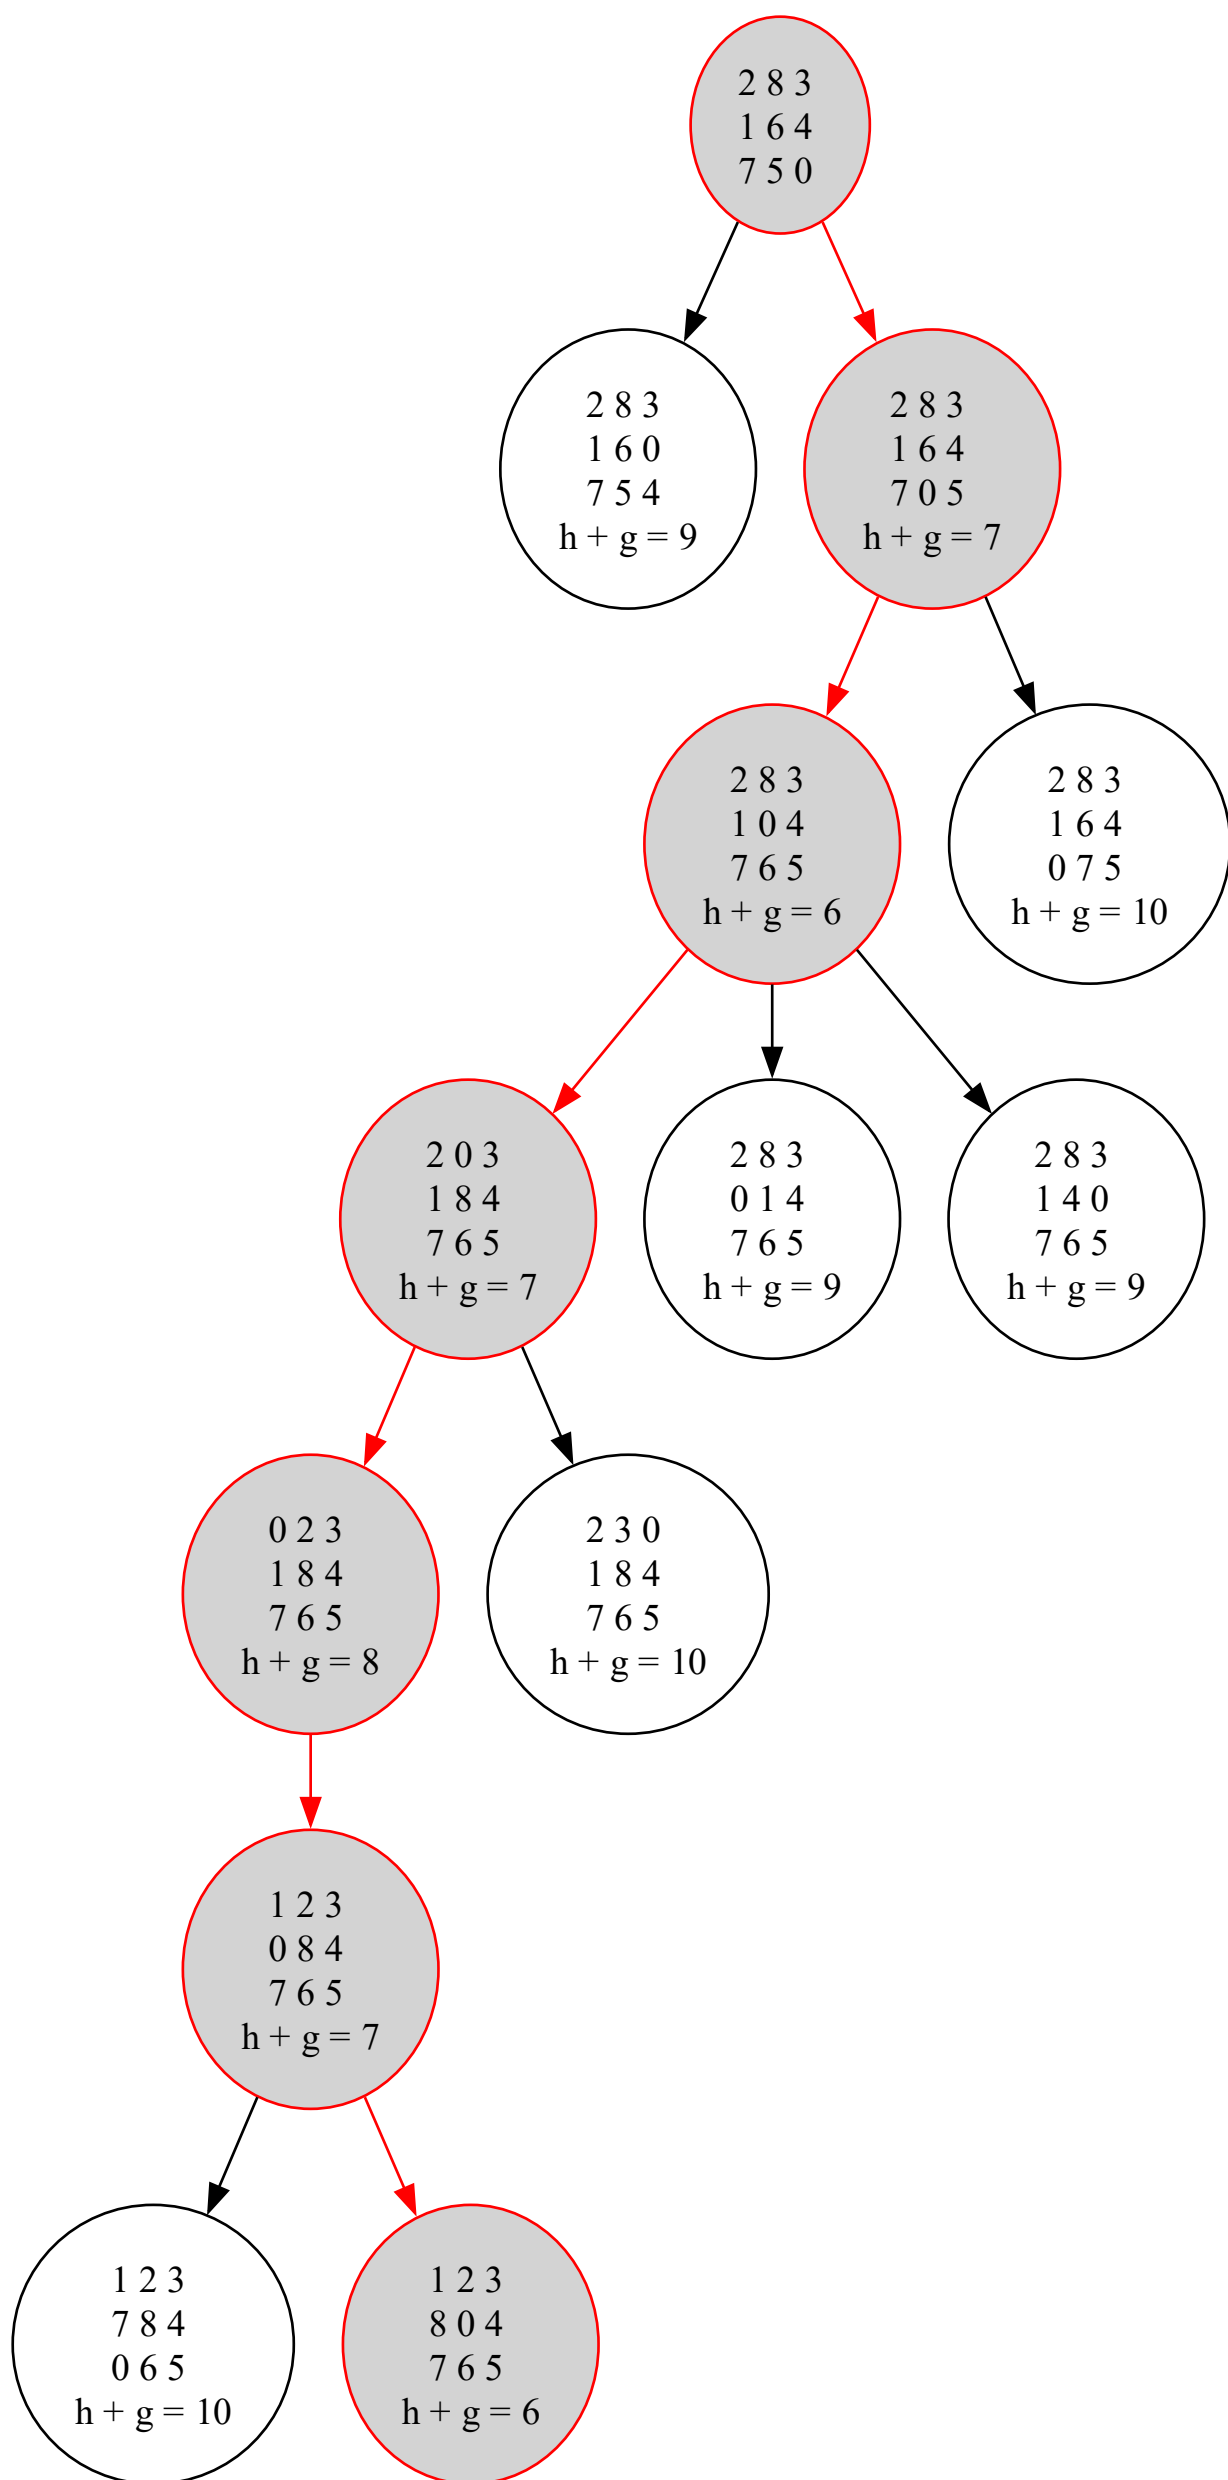 2 8 3
1 6 4
7 5 0
2 8 3
1 6 0
7 5 4
h + g = 9
2 8 3
1 6 4
7 0 5
h + g = 7
2 8 3
1 0 4
7 6 5
h + g = 6
2 8 3
1 6 4
0 7 5
h + g = 10
2 0 3
1 8 4
7 6 5
h + g = 7
2 8 3
0 1 4
7 6 5
h + g = 9
2 8 3
1 4 0
7 6 5
h + g = 9
0 2 3
1 8 4
7 6 5
h + g = 8
2 3 0
1 8 4
7 6 5
h + g = 10
1 2 3
0 8 4
7 6 5
h + g = 7
1 2 3
7 8 4
0 6 5
h + g = 10
1 2 3
8 0 4
7 6 5
h + g = 6